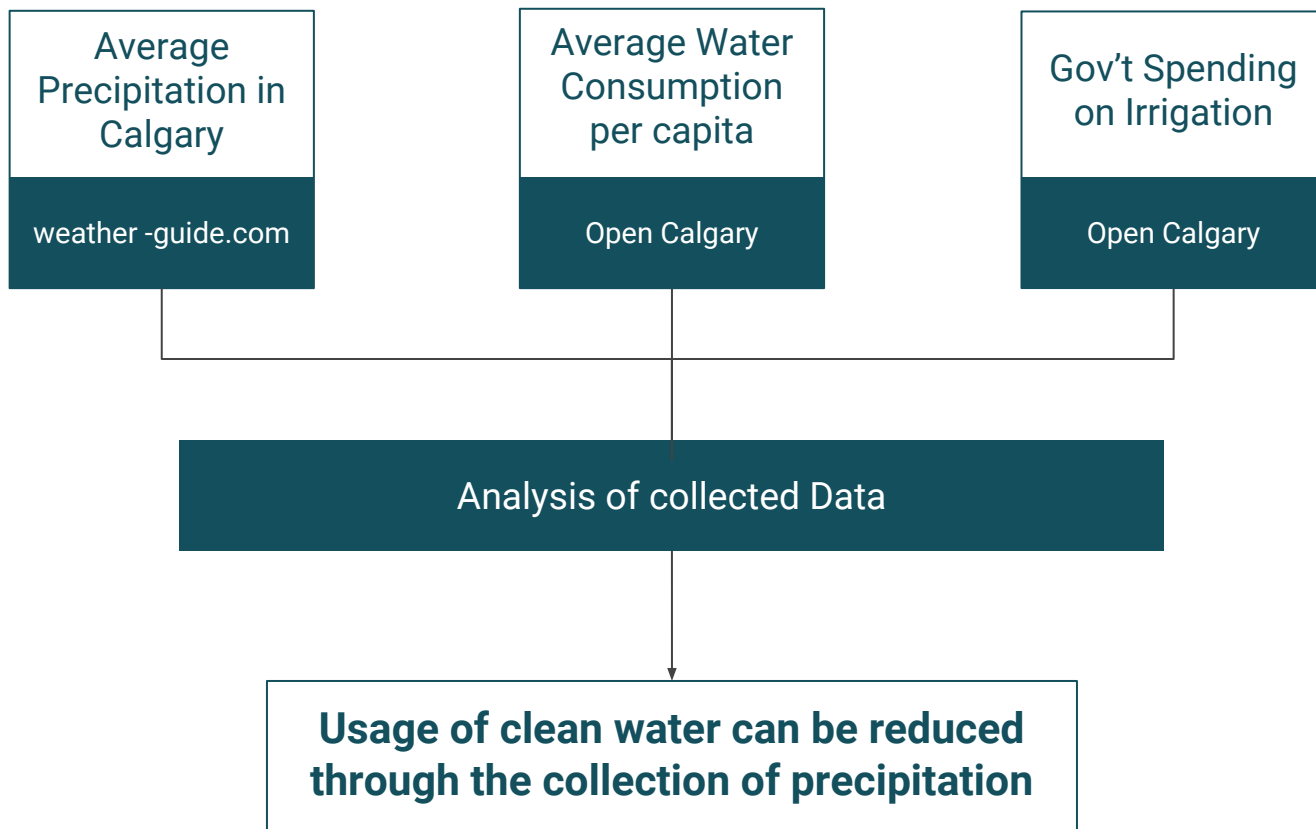 Average
Precipitation in
Calgary
weather -guide.com
Average Water
Consumption
per capita
Open Calgary
Gov’t Spending
on Irrigation
Open Calgary
Analysis of collected Data
Usage of clean water can be reduced
through the collection of precipitation